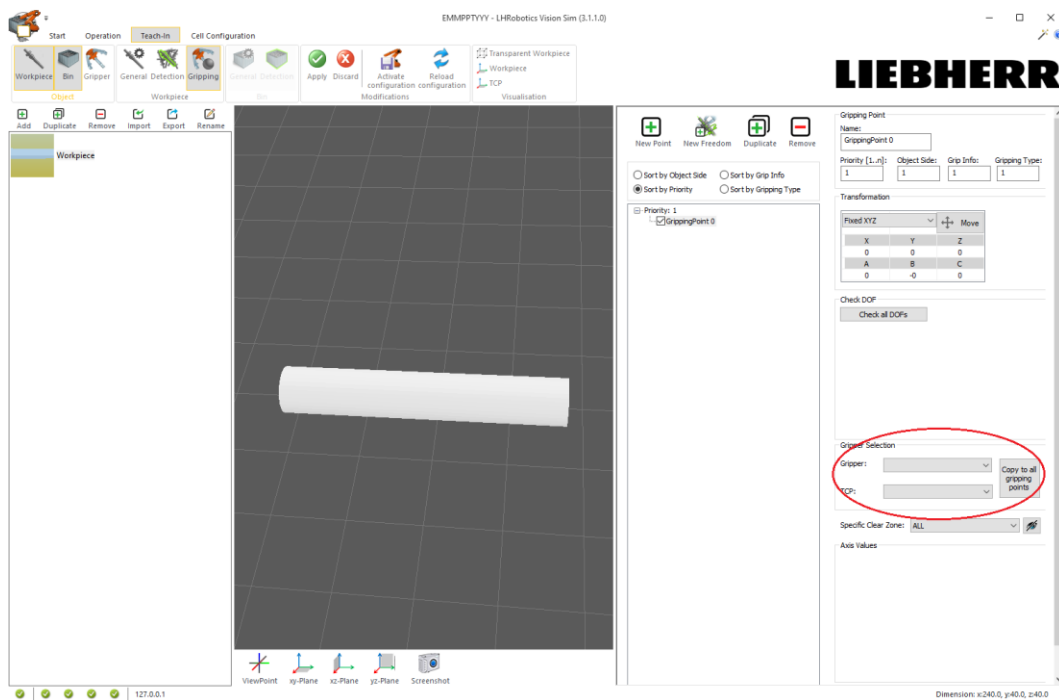 EMMPPTYYY - LHRobotics Vision Sim (3.1.1.0)
Start Operation Teach-In Cell Configuration
Workpiece Bin Gripper General Detection Gripping General Detection Apply Discard Activate configuration Reload configuration
Transparent Workpiece
Workpiece
TCP
Object Workpiece Bin Modifications Visualisation
LIEBHERR
Add Duplicate Remove Import Export Rename
Workpiece
New Point New Freedom Duplicate Remove
Sort by Object Side Sort by Grip Info
Sort by Priority Sort by Gripping Type
Priority: 1
GrippingPoint 0
Gripping Point
Name:
GrippingPoint 0
Priority [1..n]: Object Side: Grip Info: Gripping Type:
1 1 1 1
Transformation
Fixed XYZ Move
X Y Z
0 0 0
A B C
0 -0 0
Check DOF
Check all DOFs
Gripper Selection
Gripper:
TCP:
Copy to all
gripping
points
Specific Clear Zone: ALL
Axis Values
ViewPoint xy-Plane xz-Plane yz-Plane Screenshot
127.0.0.1
Dimension: x:240.0, y:40.0, z:40.0